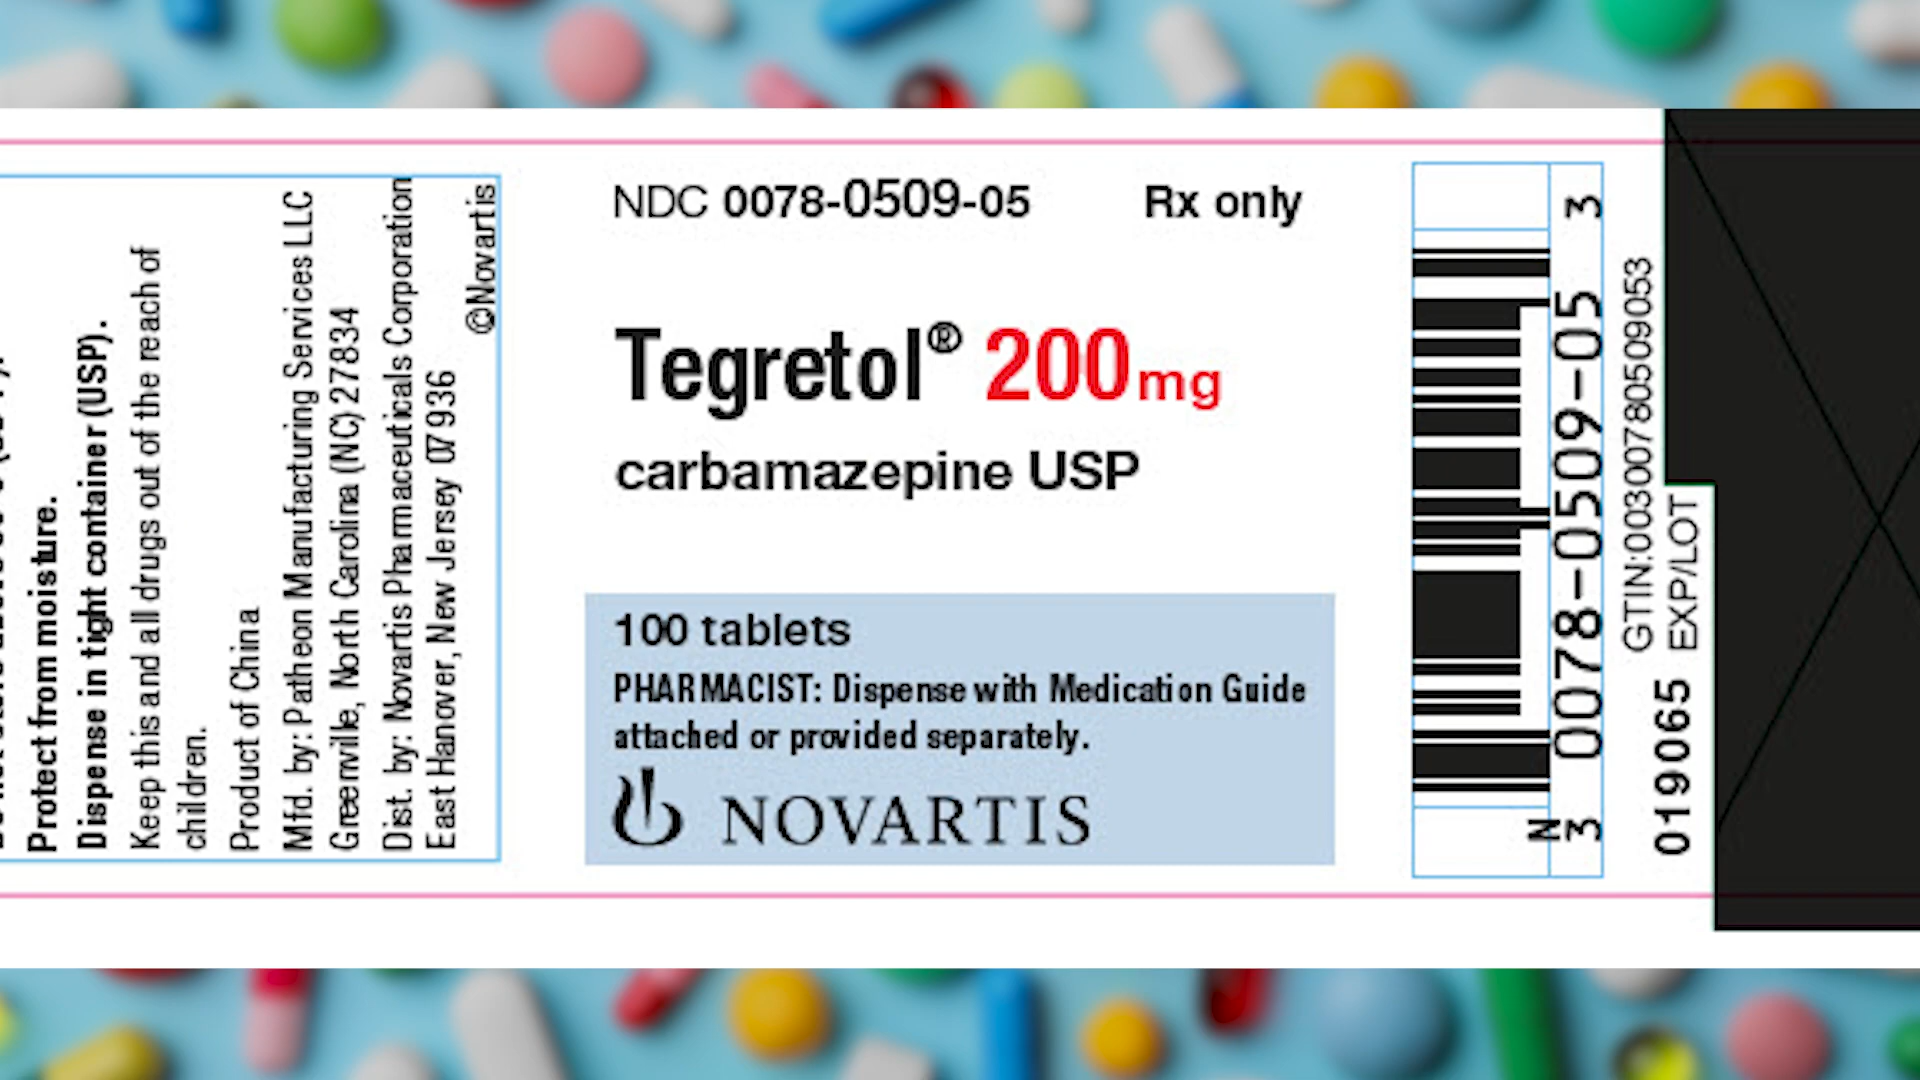 Protect from moisture.
Dispense in tight container (USP).
Keep this and all drugs out of the reach of
children.
Product of China
Mfd. by: Patheon Manufacturing Services LLC
Greenville, North Carolina (NC) 27834
Dist. by: Novartis Pharmaceuticals Corporation
East Hanover, New Jersey 07936
©Novartis
NDC 0078-0509-05 Rx only
Tegretol® 200 mg
carbamazepine USP
100 tablets
PHARMACIST: Dispense with Medication Guide
attached or provided separately.
NOVARTIS
N
3 0078-0509-05 3
GTIN:00300780509053
EXP/LOT
019065